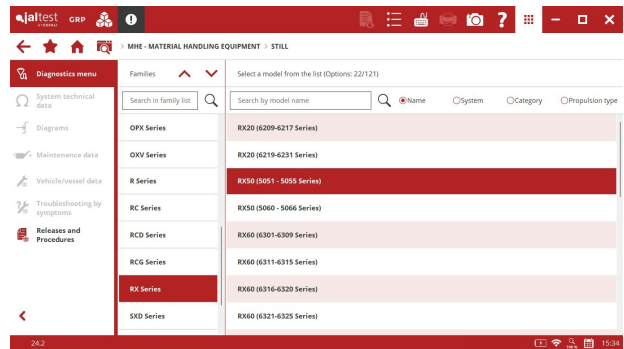 jaltest GRP
> MHE - MATERIAL HANDLING EQUIPMENT > STILL
Diagnostics menu
System technical
data
Diagrams
Maintenance data
Vehicle/vessel data
Troubleshooting by
symptoms
Releases and
Procedures
Families
Search in family list
OPX Series
OXV Series
R Series
RC Series
RCD Series
RCG Series
RX Series
SXD Series
Select a model from the list (Options: 22/121)
Search by model name
Name
System
Category
Propulsion type
RX20 (6209-6217 Series)
RX20 (6219-6231 Series)
RX50 (5051 - 5055 Series)
RX50 (5060 - 5066 Series)
RX60 (6301-6309 Series)
RX60 (6311-6315 Series)
RX60 (6316-6320 Series)
RX60 (6321-6325 Series)
24.2
100 %
15:34